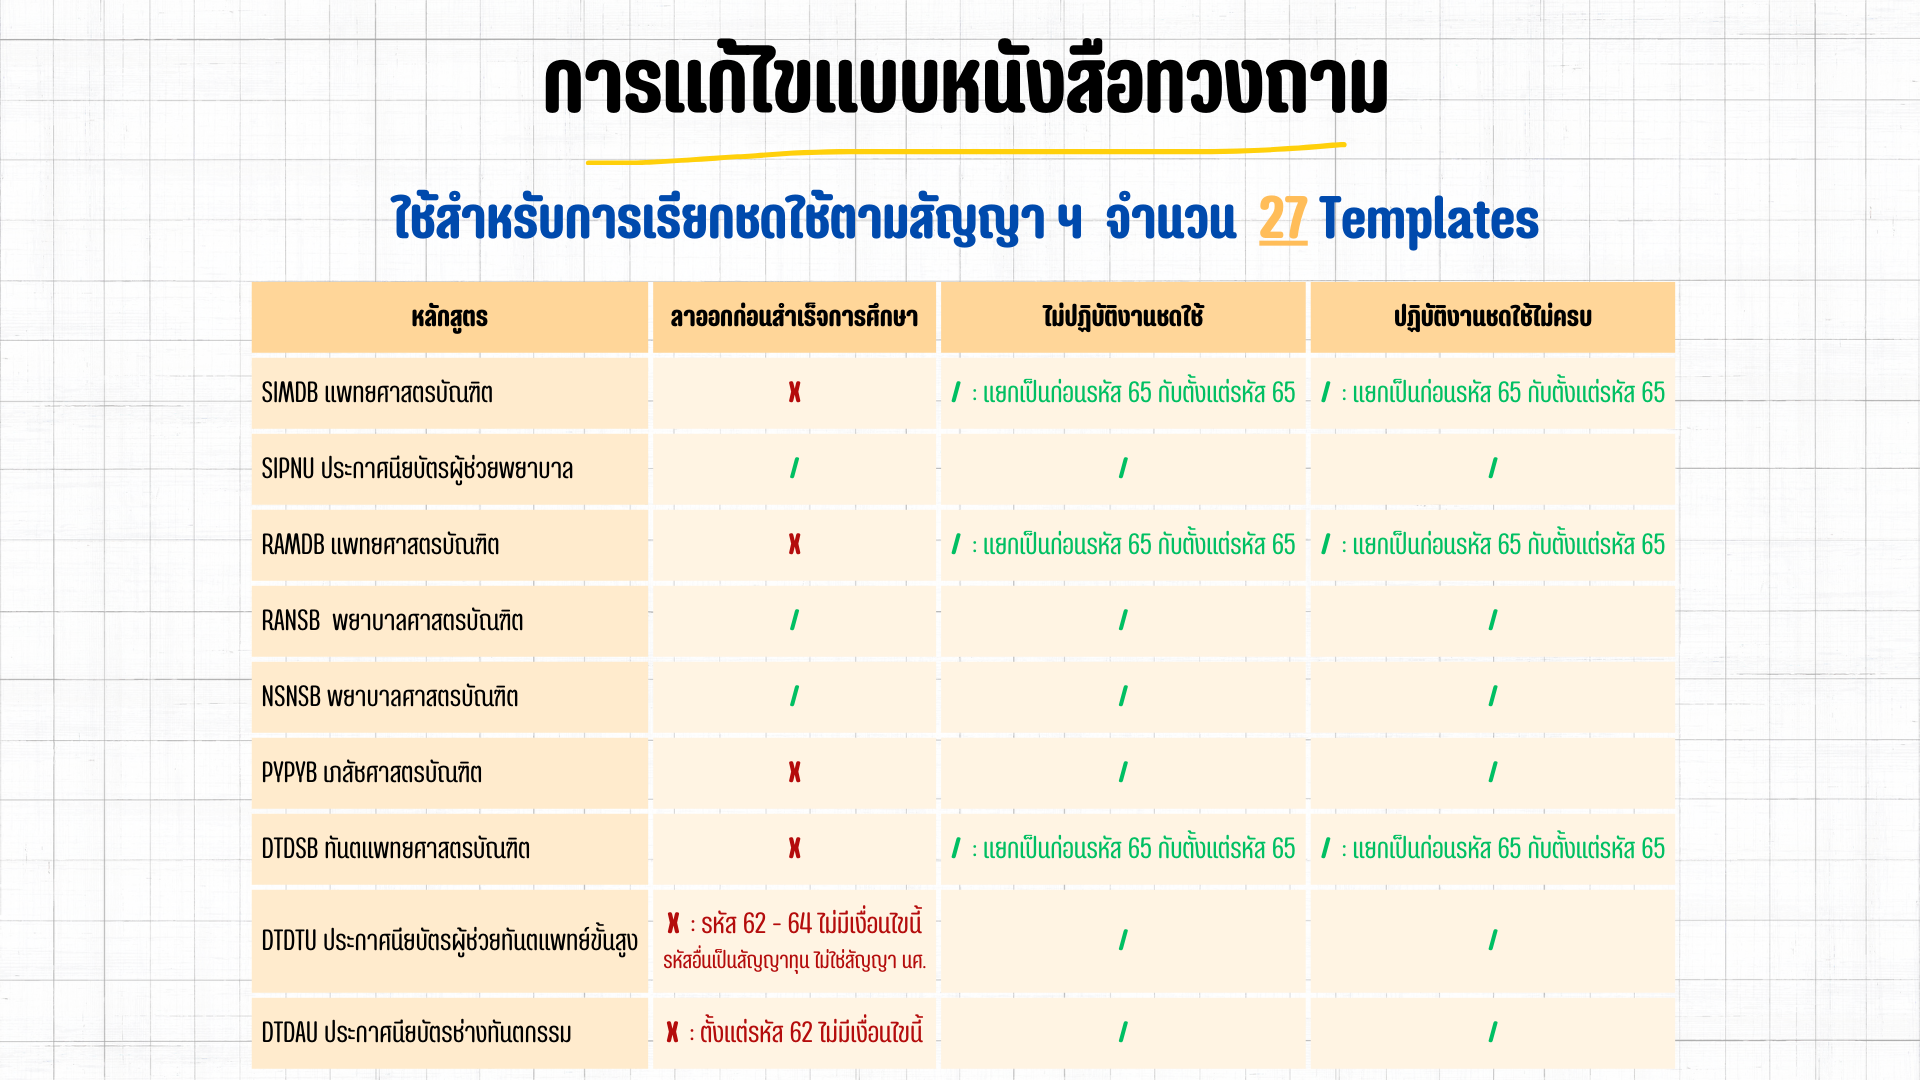 การแก้ไขแบบหนังสือทวงถาม
ใช้สำหรับการเรียกชดใช้ตามสัญญา ฯ จำนวน 27 Templates
หลักสูตร ลาออกก่อนสำเร็จการศึกษา ไม่ปฏิบัติงานชดใช้ ปฏิบัติงานชดใช้ไม่ครบ
SIMDB แพทยศาสตรบัณฑิต X / : แยกเป็นก่อนรหัส 65 กับตั้งแต่รหัส 65 / : แยกเป็นก่อนรหัส 65 กับตั้งแต่รหัส 65
SIPNU ประกาศนียบัตรผู้ช่วยพยาบาล / / /
RAMDB แพทยศาสตรบัณฑิต X / : แยกเป็นก่อนรหัส 65 กับตั้งแต่รหัส 65 / : แยกเป็นก่อนรหัส 65 กับตั้งแต่รหัส 65
RANSB พยาบาลศาสตรบัณฑิต / / /
NSNSB พยาบาลศาสตรบัณฑิต / / /
PYPYB เภสัชศาสตรบัณฑิต X / /
DTDSB ทันตแพทยศาสตรบัณฑิต X / : แยกเป็นก่อนรหัส 65 กับตั้งแต่รหัส 65 / : แยกเป็นก่อนรหัส 65 กับตั้งแต่รหัส 65
DTDTU ประกาศนียบัตรผู้ช่วยทันตแพทย์ขั้นสูง X : รหัส 62 - 64 ไม่มีเงื่อนไขนี้ / /
รหัสอื่นเป็นสัญญาทุน ไม่ใช่สัญญา นศ.
DTDAU ประกาศนียบัตรช่างทันตกรรม X : ตั้งแต่รหัส 62 ไม่มีเงื่อนไขนี้ / /